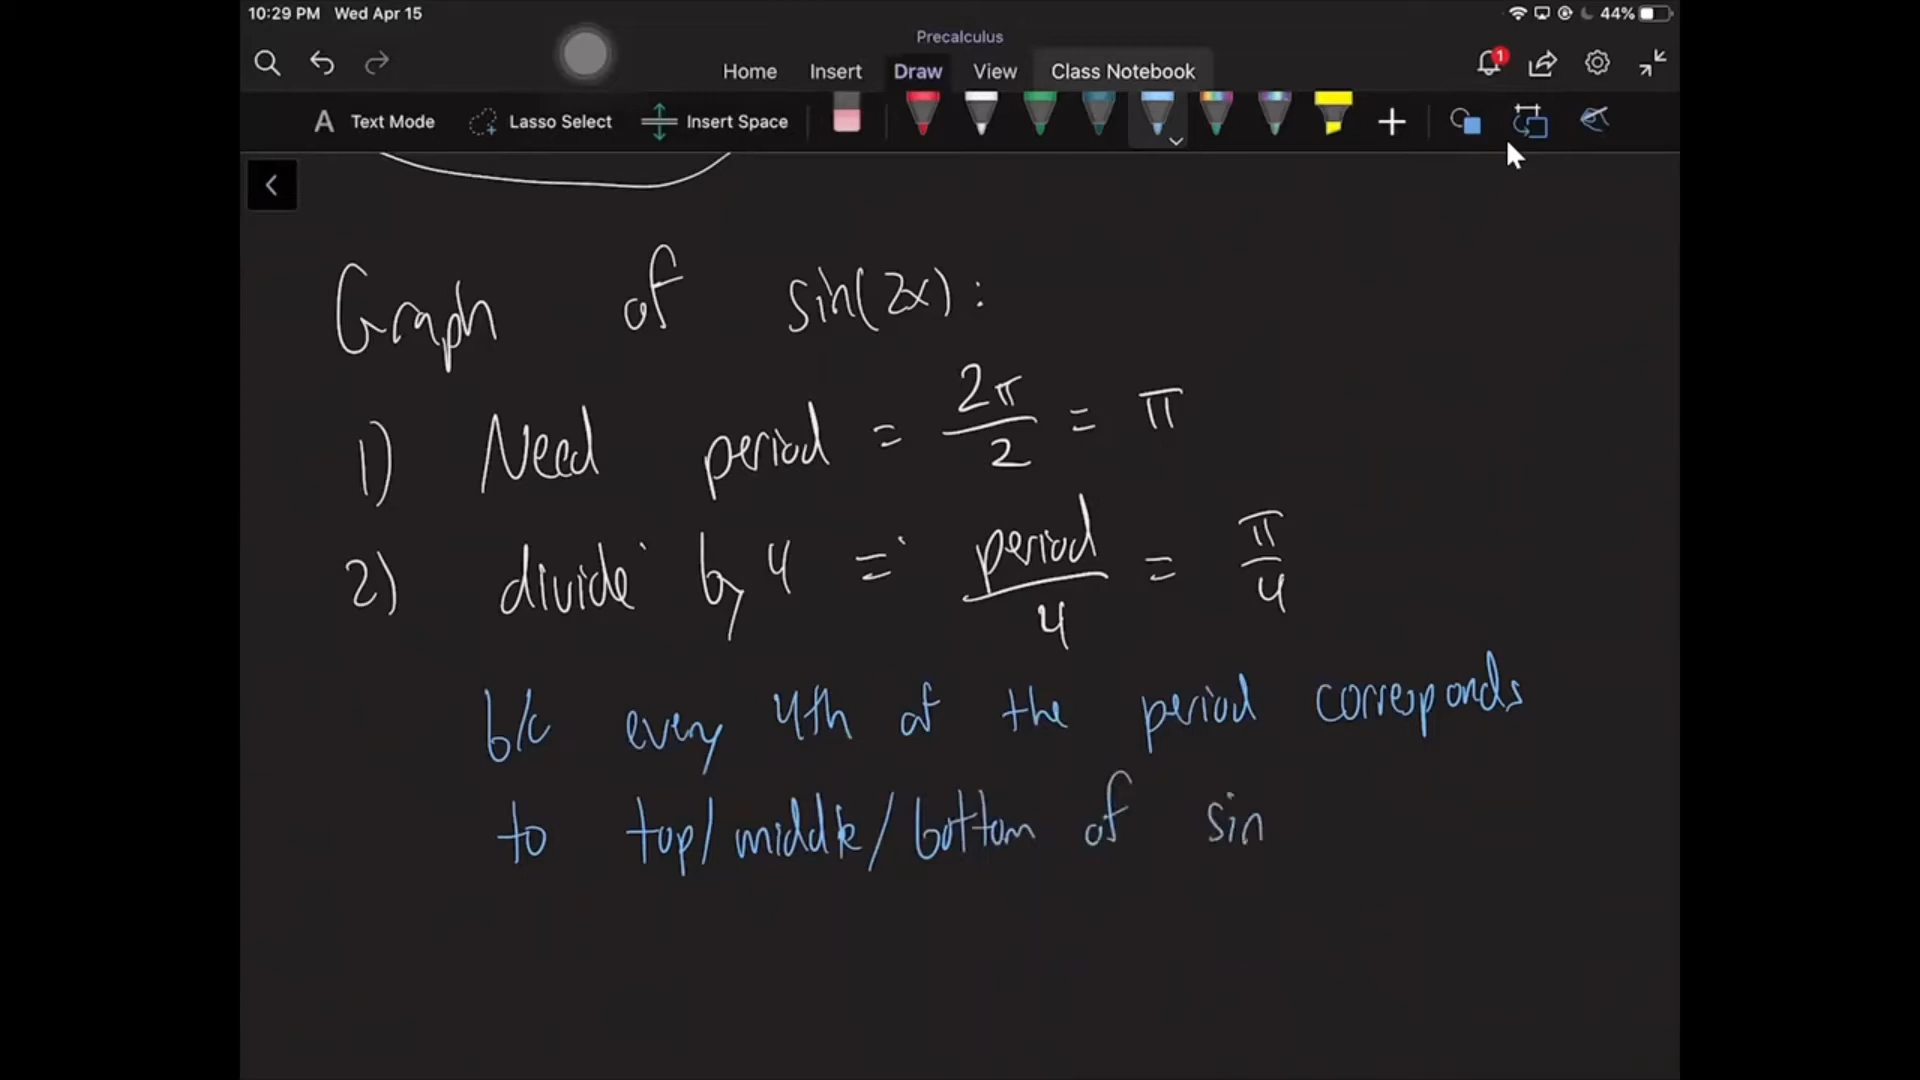 10:29 PM Wed Apr 15
44%
Precalculus
1
Home Insert Draw View Class Notebook
A Text Mode Lasso Select Insert Space
Graph of sin(2x):
1) Need period = 2π/2 = π
2) divide by 4 = period/4 = π/4
b/c every 4th of the period corresponds
to top/middle/bottom of sin